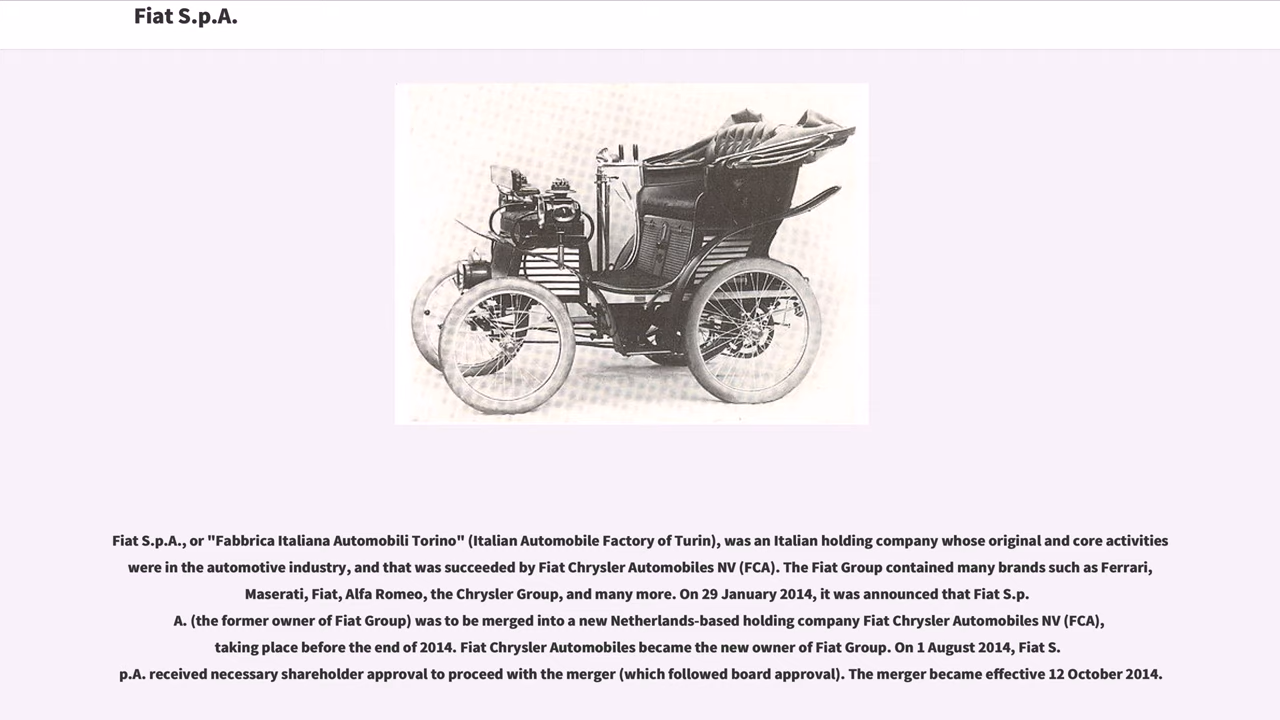 Fiat S.p.A.
Fiat S.p.A., or "Fabbrica Italiana Automobili Torino" (Italian Automobile Factory of Turin), was an Italian holding company whose original and core activities
were in the automotive industry, and that was succeeded by Fiat Chrysler Automobiles NV (FCA). The Fiat Group contained many brands such as Ferrari,
Maserati, Fiat, Alfa Romeo, the Chrysler Group, and many more. On 29 January 2014, it was announced that Fiat S.p.
A. (the former owner of Fiat Group) was to be merged into a new Netherlands-based holding company Fiat Chrysler Automobiles NV (FCA),
taking place before the end of 2014. Fiat Chrysler Automobiles became the new owner of Fiat Group. On 1 August 2014, Fiat S.
p.A. received necessary shareholder approval to proceed with the merger (which followed board approval). The merger became effective 12 October 2014.